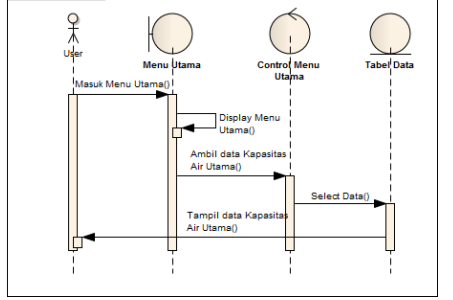 User
Menu Utama
Control Menu
Utama
Tabel Data
Masuk Menu Utama()
Display Menu
Utama()
Ambil data Kapasitas
Air Utama()
Select Data()
Tampil data Kapasitas
Air Utama()